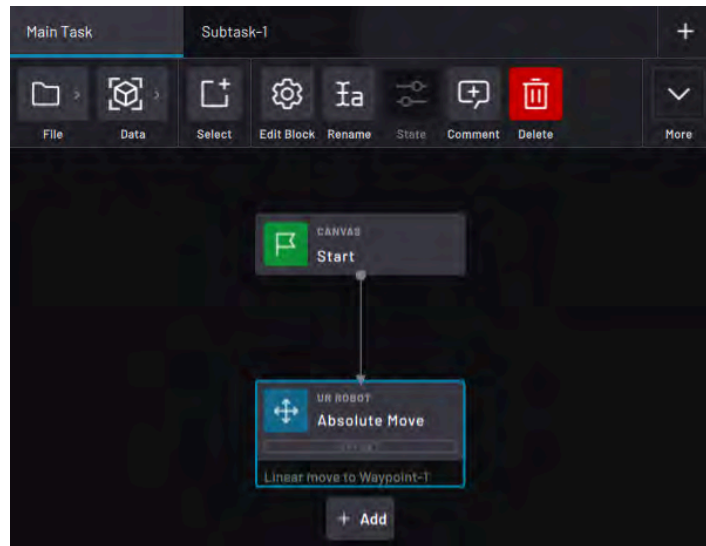 Main Task
Subtask-1
File
Data
Select
Edit Block
Rename
State
Comment
Delete
More
CANVAS
Start
UR ROBOT
Absolute Move
Linear move to Waypoint-1
+ Add